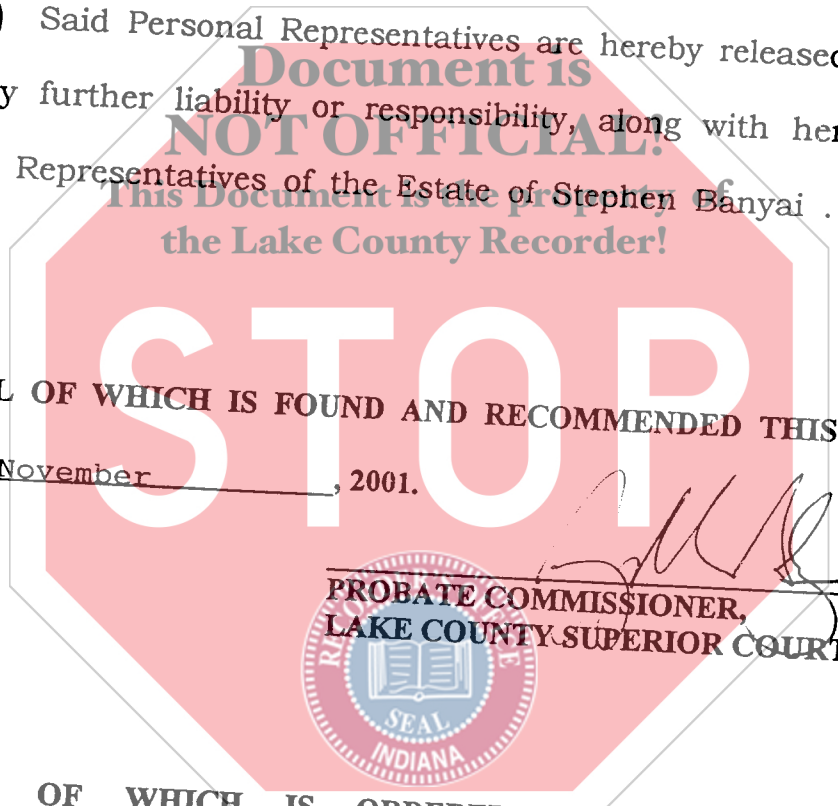 ) Said Personal Representatives are hereby released
Document is
y further liability or responsibility, along with her
NOT OFFICIAL!
Representatives of the Estate of Stephen Banyai .
This Document is the property of
the Lake County Recorder!
STOP
L OF WHICH IS FOUND AND RECOMMENDED THIS
November , 2001.
PROBATE COMMISSIONER,
LAKE COUNTY SUPERIOR COURT
RECORDER'S OFFICE
SEAL
INDIANA
OF WHICH IS